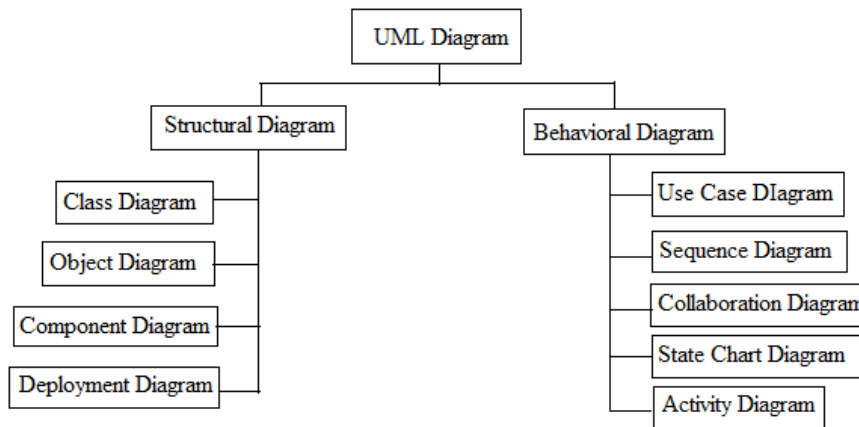 UML Diagram
Structural Diagram
Behavioral Diagram
Class Diagram
Object Diagram
Component Diagram
Deployment Diagram
Use Case DIagram
Sequence Diagram
Collaboration Diagram
State Chart Diagram
Activity Diagram